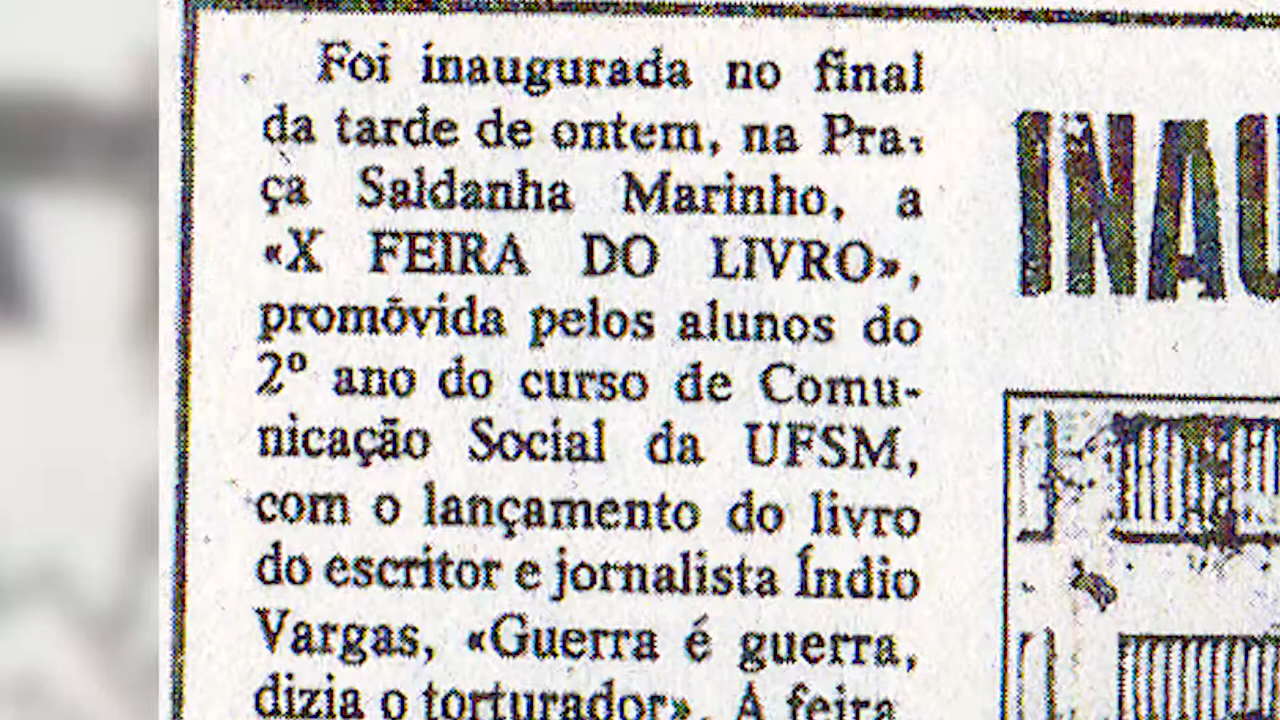 Foi inaugurada no final
da tarde de ontem, na Pra-
ça Saldanha Marinho, a
«X FEIRA DO LIVRO»,
promovida pelos alunos do
2º ano do curso de Comu-
nicação Social da UFSM,
com o lançamento do livro
do escritor e jornalista Índio
Vargas, «Guerra é guerra,
dizia o torturador». A feira
INAU